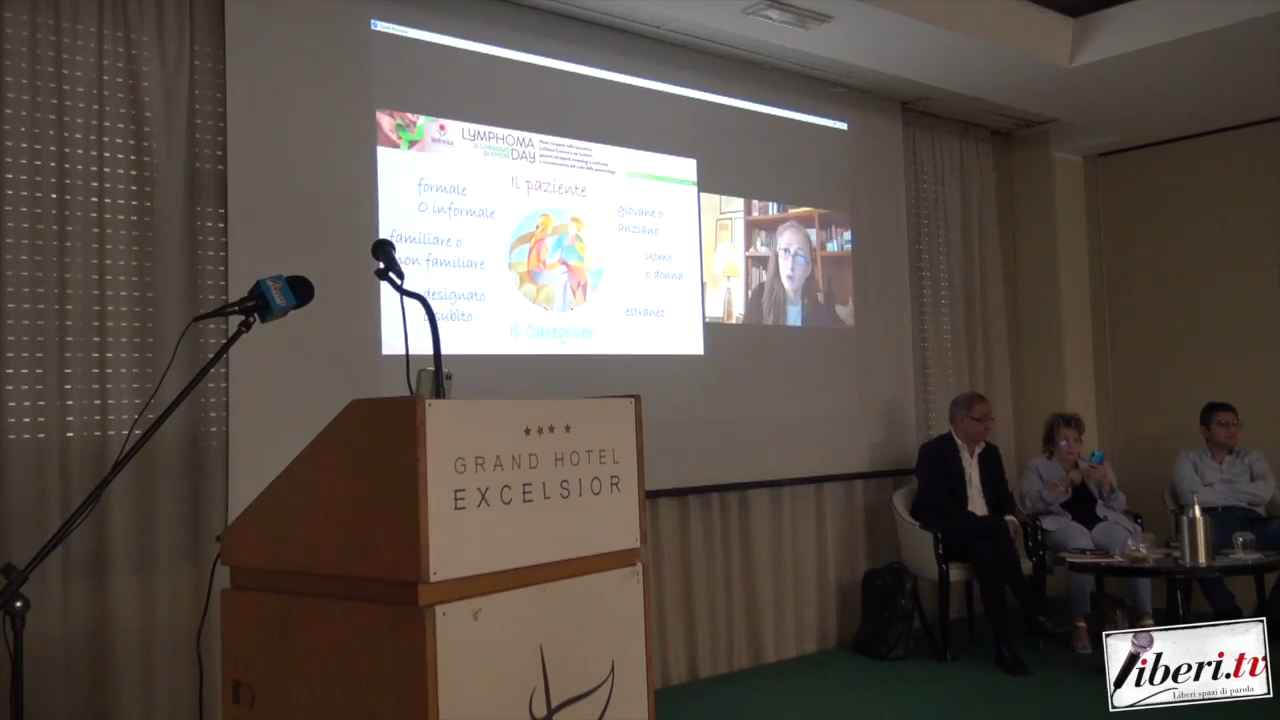 LYMPHOMA
DAY
IL CORAGGIO
DI VIVERE
Il paziente
formale
O informale
familiare o
non familiare
designato
subìto
giovane o
anziano
Uomo
o donna
estraneo
Il Caregiver
GRAND HOTEL
EXCELSIOR
liberi.tv
Liberi spazi di parola